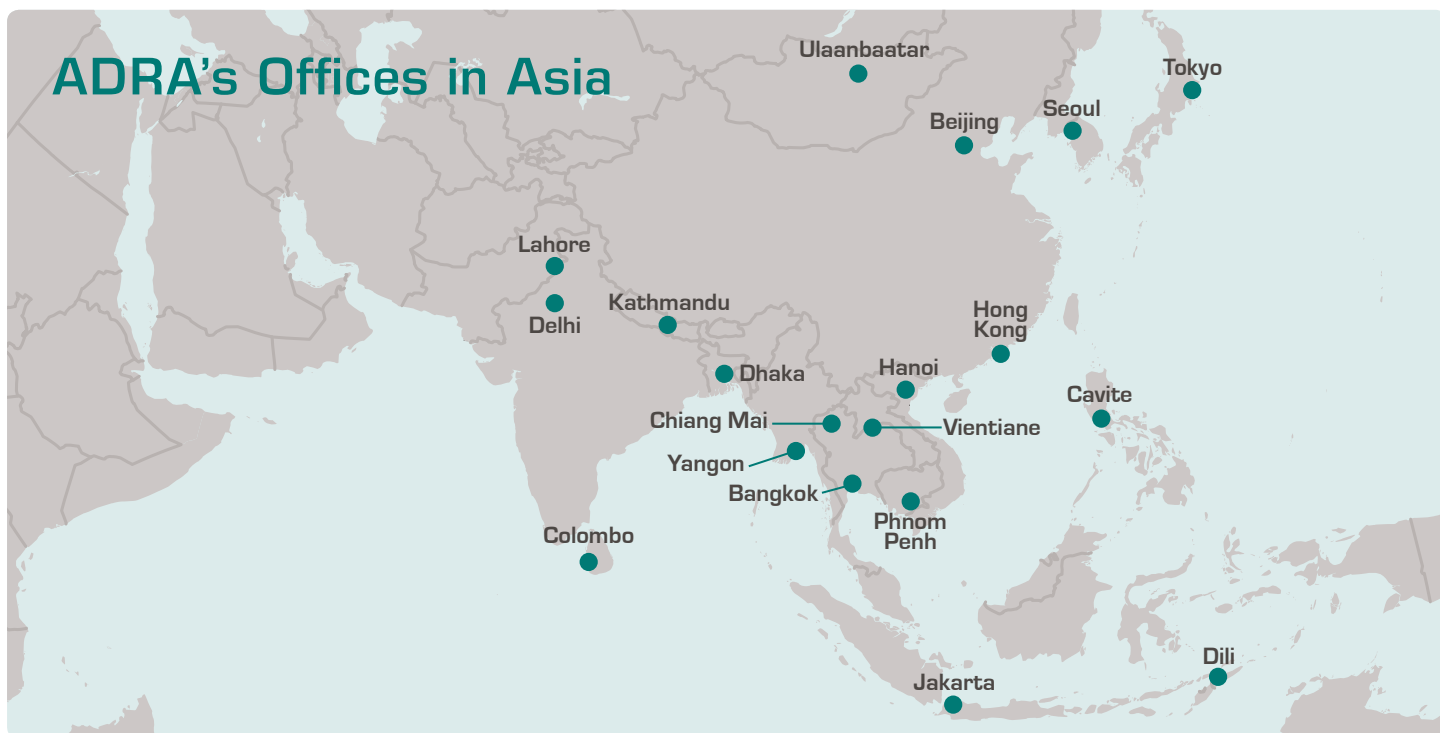 ADRA's Offices in Asia
Ulaanbaatar
Tokyo
Seoul
Beijing
Lahore
Delhi
Kathmandu
Hong
Kong
Dhaka
Hanoi
Cavite
Chiang Mai
Vientiane
Yangon
Bangkok
Phnom
Penh
Colombo
Dili
Jakarta